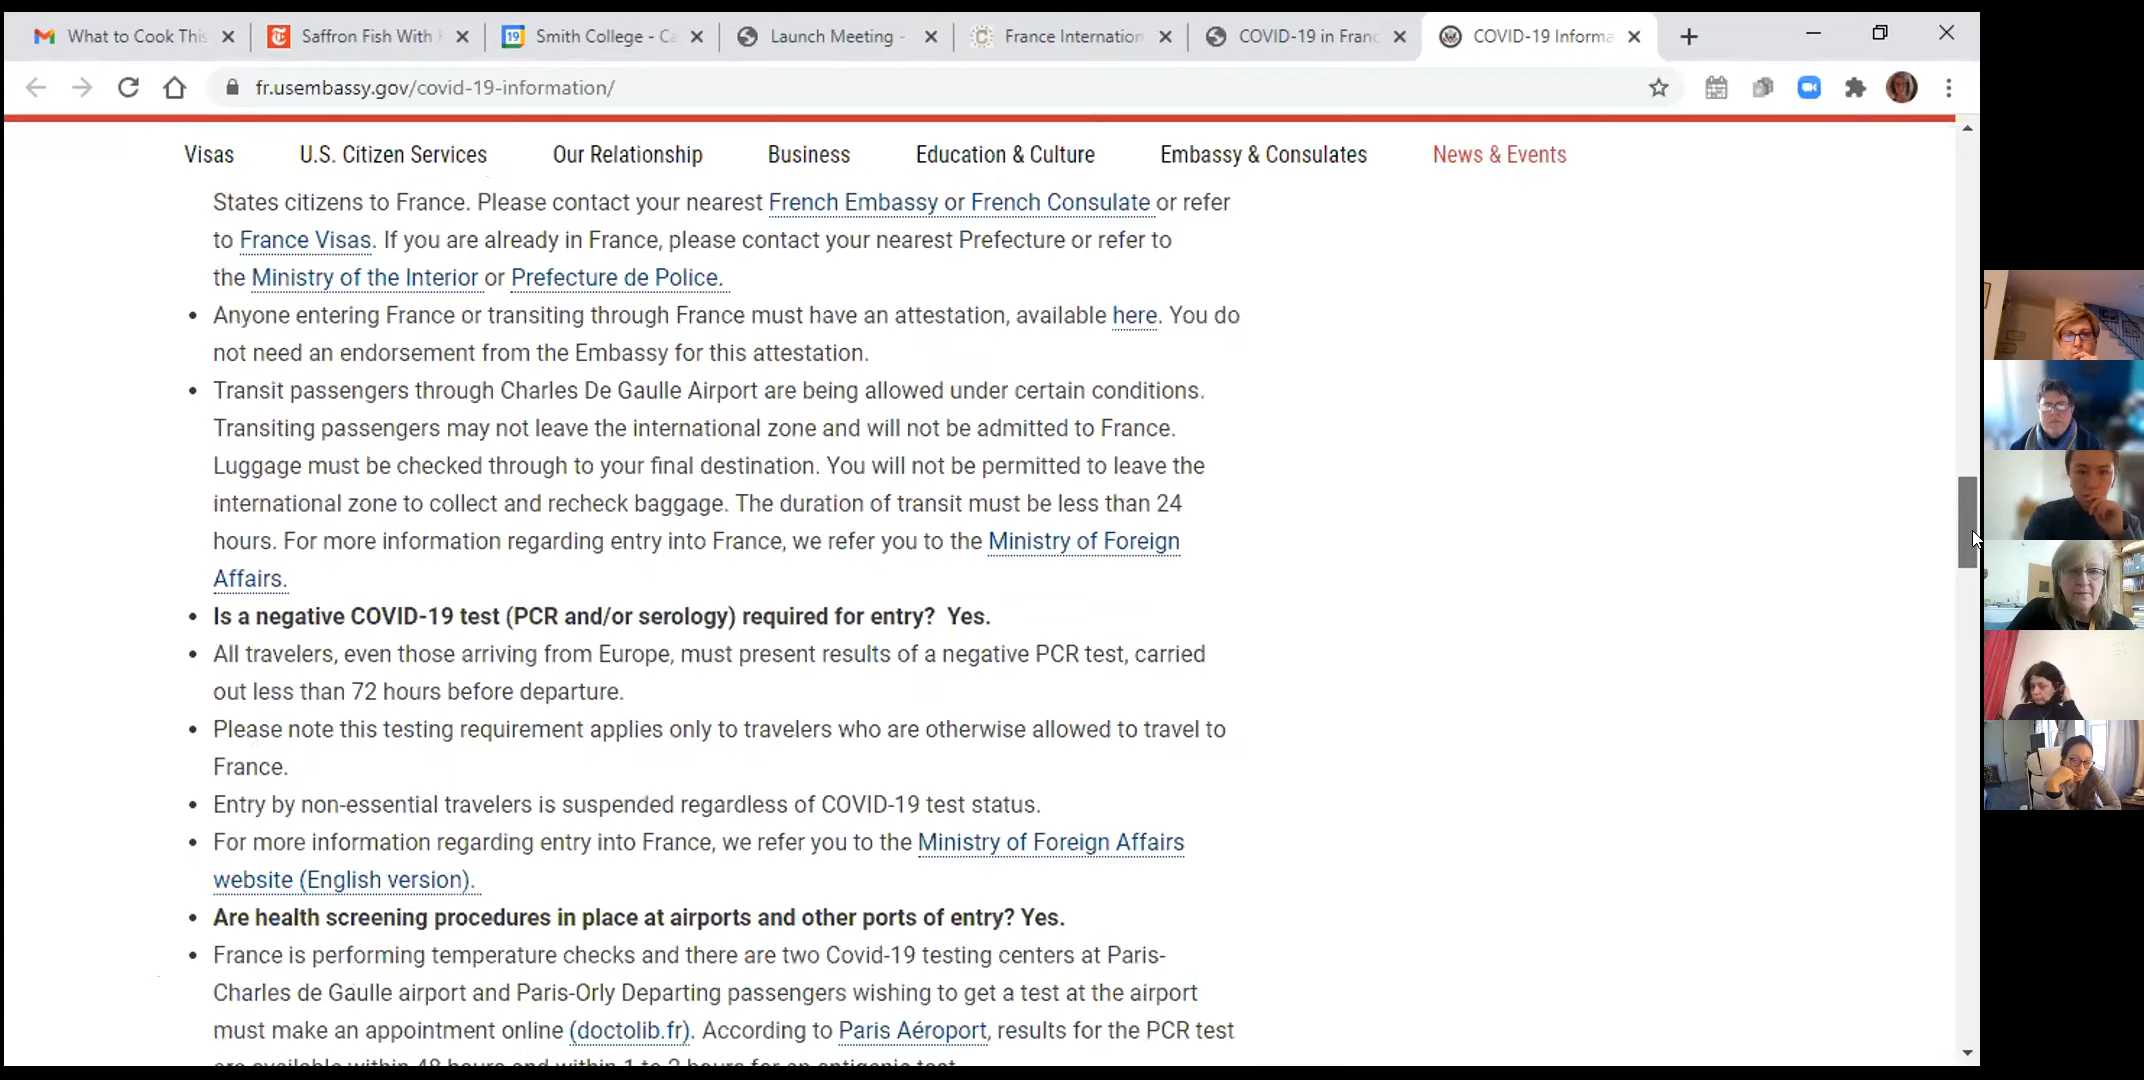 What to Cook This
Saffron Fish With
19
Smith College - Ca
Launch Meeting -
France Internation
COVID-19 in Franc
COVID-19 Informa
fr.usembassy.gov/covid-19-information/
Visas U.S. Citizen Services Our Relationship Business Education & Culture Embassy & Consulates News & Events
States citizens to France. Please contact your nearest French Embassy or French Consulate or refer
to France Visas. If you are already in France, please contact your nearest Prefecture or refer to
the Ministry of the Interior or Prefecture de Police.
• Anyone entering France or transiting through France must have an attestation, available here. You do
not need an endorsement from the Embassy for this attestation.
• Transit passengers through Charles De Gaulle Airport are being allowed under certain conditions.
Transiting passengers may not leave the international zone and will not be admitted to France.
Luggage must be checked through to your final destination. You will not be permitted to leave the
international zone to collect and recheck baggage. The duration of transit must be less than 24
hours. For more information regarding entry into France, we refer you to the Ministry of Foreign
Affairs.
• Is a negative COVID-19 test (PCR and/or serology) required for entry? Yes.
• All travelers, even those arriving from Europe, must present results of a negative PCR test, carried
out less than 72 hours before departure.
• Please note this testing requirement applies only to travelers who are otherwise allowed to travel to
France.
• Entry by non-essential travelers is suspended regardless of COVID-19 test status.
• For more information regarding entry into France, we refer you to the Ministry of Foreign Affairs
website (English version).
• Are health screening procedures in place at airports and other ports of entry? Yes.
• France is performing temperature checks and there are two Covid-19 testing centers at Paris-
Charles de Gaulle airport and Paris-Orly Departing passengers wishing to get a test at the airport
must make an appointment online (doctolib.fr). According to Paris Aéroport, results for the PCR test
are available within 48 hours and within 1 to 2 hours for an antigenic test.